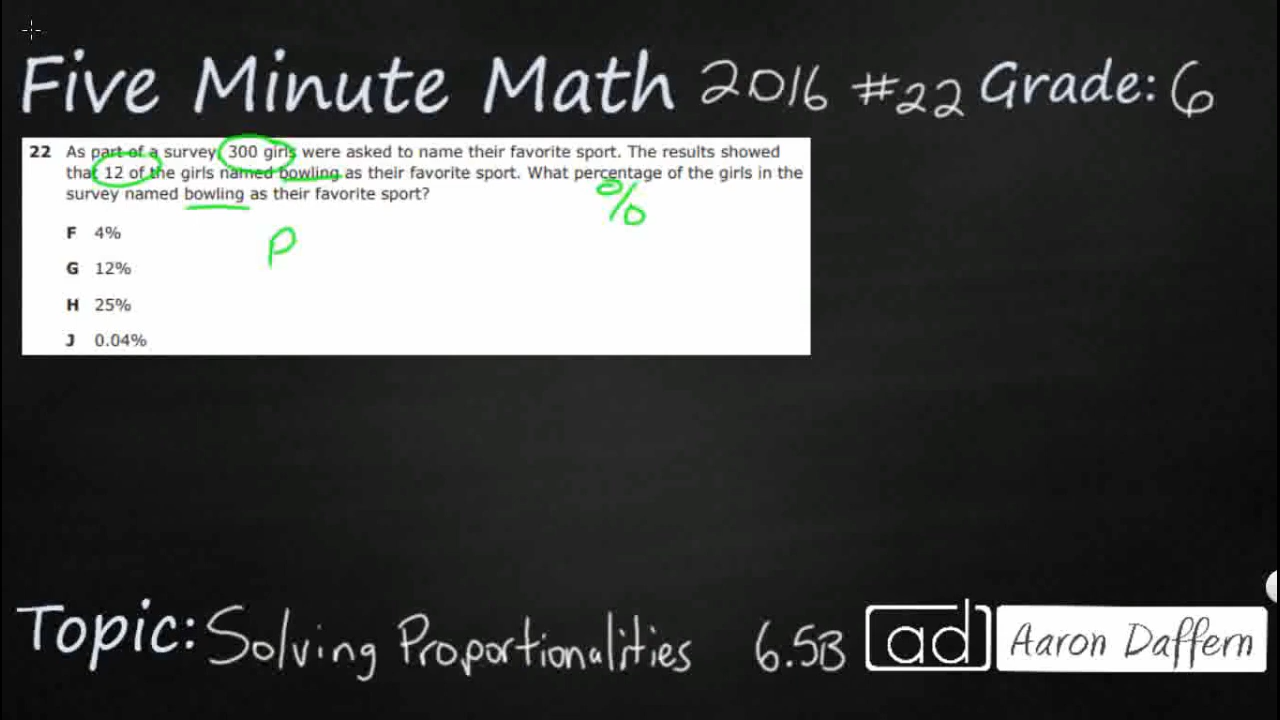 Five Minute Math 2016 #22 Grade: 6
22 As part of a survey 300 girls were asked to name their favorite sport. The results showed
that 12 of the girls named bowling as their favorite sport. What percentage of the girls in the
survey named bowling as their favorite sport?
%
F 4%
P
G 12%
H 25%
J 0.04%
Topic: Solving Proportionalities 6.5B ad Aaron Daffern